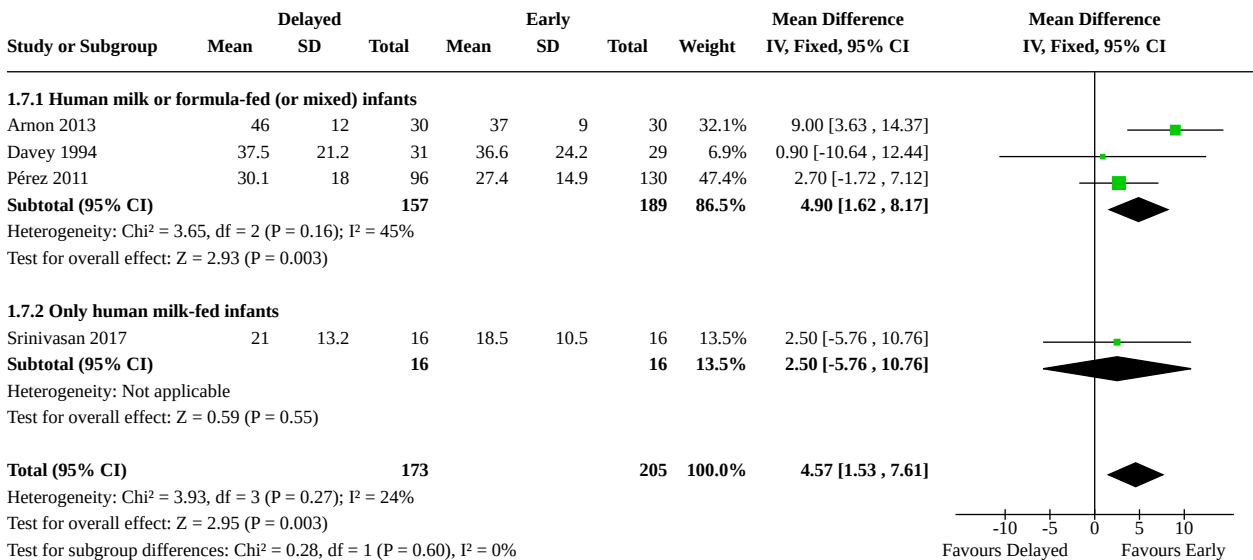 Delayed Early Mean Difference Mean Difference
Study or Subgroup Mean SD Total Mean SD Total Weight IV, Fixed, 95% CI IV, Fixed, 95% CI
1.7.1 Human milk or formula-fed (or mixed) infants
Arnon 2013 46 12 30 37 9 30 32.1% 9.00 [3.63 , 14.37]
Davey 1994 37.5 21.2 31 36.6 24.2 29 6.9% 0.90 [-10.64 , 12.44]
Pérez 2011 30.1 18 96 27.4 14.9 130 47.4% 2.70 [-1.72 , 7.12]
Subtotal (95% CI) 157 189 86.5% 4.90 [1.62 , 8.17]
Heterogeneity: Chi² = 3.65, df = 2 (P = 0.16); I² = 45%
Test for overall effect: Z = 2.93 (P = 0.003)
1.7.2 Only human milk-fed infants
Srinivasan 2017 21 13.2 16 18.5 10.5 16 13.5% 2.50 [-5.76 , 10.76]
Subtotal (95% CI) 16 16 13.5% 2.50 [-5.76 , 10.76]
Heterogeneity: Not applicable
Test for overall effect: Z = 0.59 (P = 0.55)
Total (95% CI) 173 205 100.0% 4.57 [1.53 , 7.61]
Heterogeneity: Chi² = 3.93, df = 3 (P = 0.27); I² = 24%
Test for overall effect: Z = 2.95 (P = 0.003)
Test for subgroup differences: Chi² = 0.28, df = 1 (P = 0.60), I² = 0%
-10 -5 0 5 10
Favours Delayed Favours Early